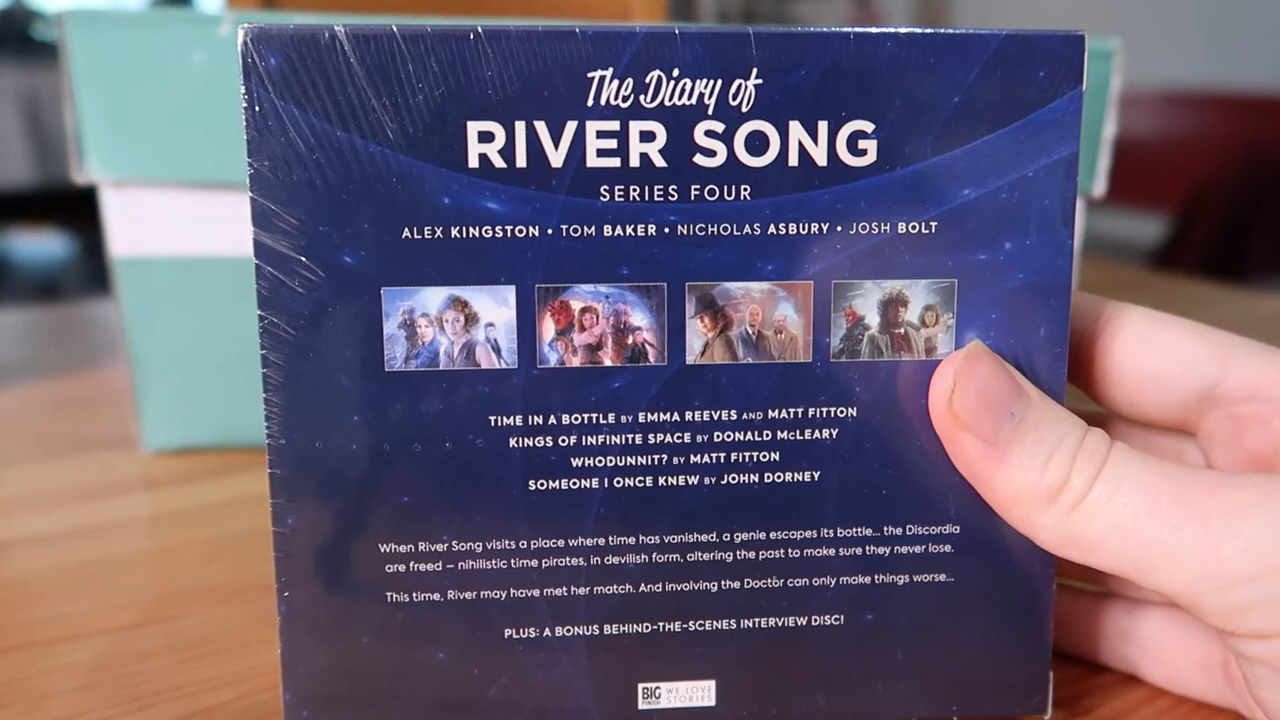 The Diary of
RIVER SONG
SERIES FOUR
ALEX KINGSTON • TOM BAKER • NICHOLAS ASBURY • JOSH BOLT
TIME IN A BOTTLE BY EMMA REEVES AND MATT FITTON
KINGS OF INFINITE SPACE BY DONALD McLEARY
WHODUNNIT? BY MATT FITTON
SOMEONE I ONCE KNEW BY JOHN DORNEY
When River Song visits a place where time has vanished, a genie escapes its bottle... the Discordia
are freed – nihilistic time pirates, in devilish form, altering the past to make sure they never lose.
This time, River may have met her match. And involving the Doctor can only make things worse...
PLUS: A BONUS BEHIND-THE-SCENES INTERVIEW DISC!
BIG FINISH WE LOVE STORIES